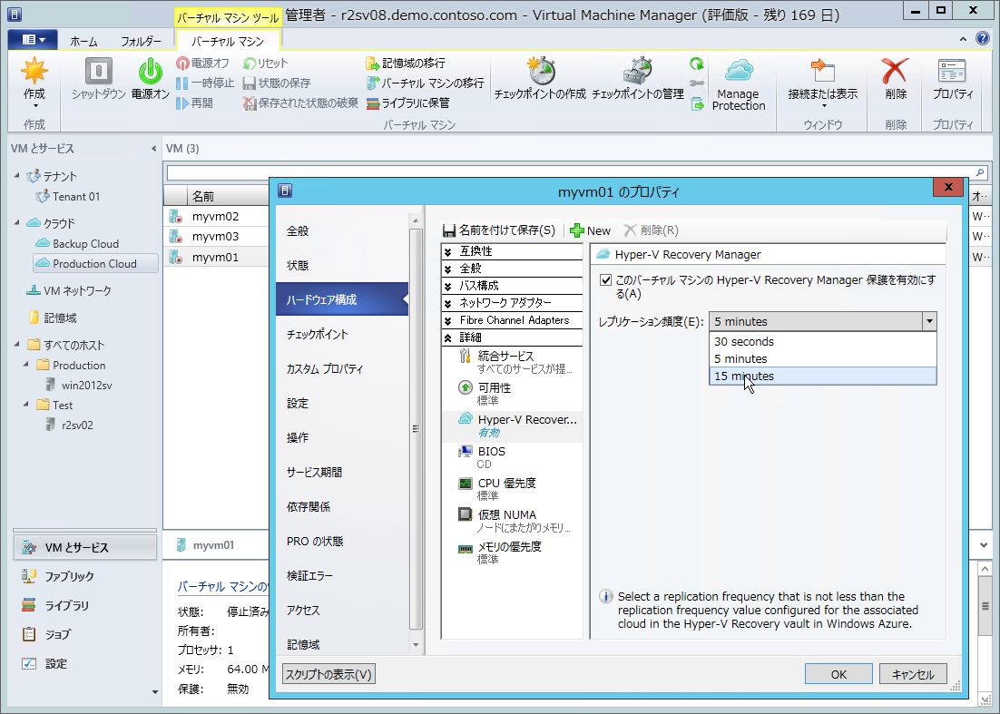 バーチャル マシン ツール
管理者 - r2sv08.demo.contoso.com - Virtual Machine Manager (評価版 - 残り 169 日)
ホーム
フォルダー
バーチャル マシン
作成
シャットダウン
電源オン
電源オフ
一時停止
再開
リセット
状態の保存
保存された状態の破棄
記憶域の移行
バーチャル マシンの移行
ライブラリに保管
チェックポイントの作成
チェックポイントの管理
Manage
Protection
接続または表示
削除
プロパティ
作成
バーチャル マシン
ウィンドウ
削除
プロパティ
VM とサービス
テナント
Tenant 01
クラウド
Backup Cloud
Production Cloud
VM ネットワーク
記憶域
すべてのホスト
Production
win2012sv
Test
r2sv02
VM とサービス
ファブリック
ライブラリ
ジョブ
設定
VM (3)
名前
オ...
myvm02
W...
myvm03
W...
myvm01
W...
myvm01
バーチャル マシンの
状態: 停止済み
所有者:
プロセッサ: 1
メモリ: 64.00 M
保護: 無効
myvm01 のプロパティ
全般
状態
ハードウェア構成
チェックポイント
カスタム プロパティ
設定
操作
サービス期間
依存関係
PRO の状態
検証エラー
アクセス
記憶域
名前を付けて保存(S)
New
削除(R)
互換性
全般
バス構成
ネットワーク アダプター
Fibre Channel Adapters
詳細
統合サービス
すべてのサービスが提...
可用性
標準
Hyper-V Recover...
有効
BIOS
CD
CPU 優先度
標準
仮想 NUMA
ノードにまたがりメモリ...
メモリの優先度
標準
Hyper-V Recovery Manager
このバーチャル マシンの Hyper-V Recovery Manager 保護を有効にす
る(A)
レプリケーション頻度(E): 5 minutes
30 seconds
5 minutes
15 minutes
Select a replication frequency that is not less than the
replication frequency value configured for the associated
cloud in the Hyper-V Recovery vault in Windows Azure.
スクリプトの表示(V)
OK
キャンセル